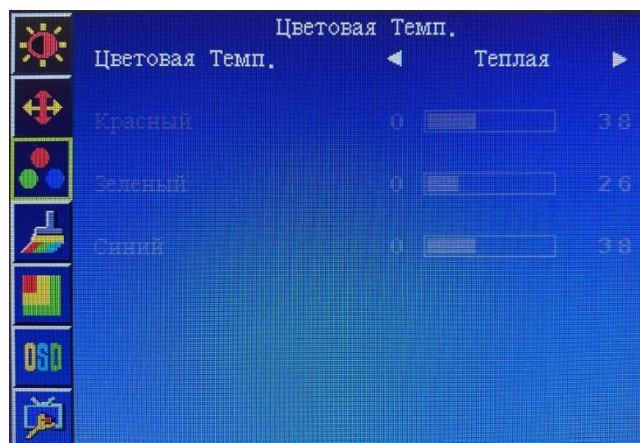 Цветовая Темп.
Цветовая Темп. Теплая
Красный 0 38
Зеленый 0 26
Синий 0 38
OSD